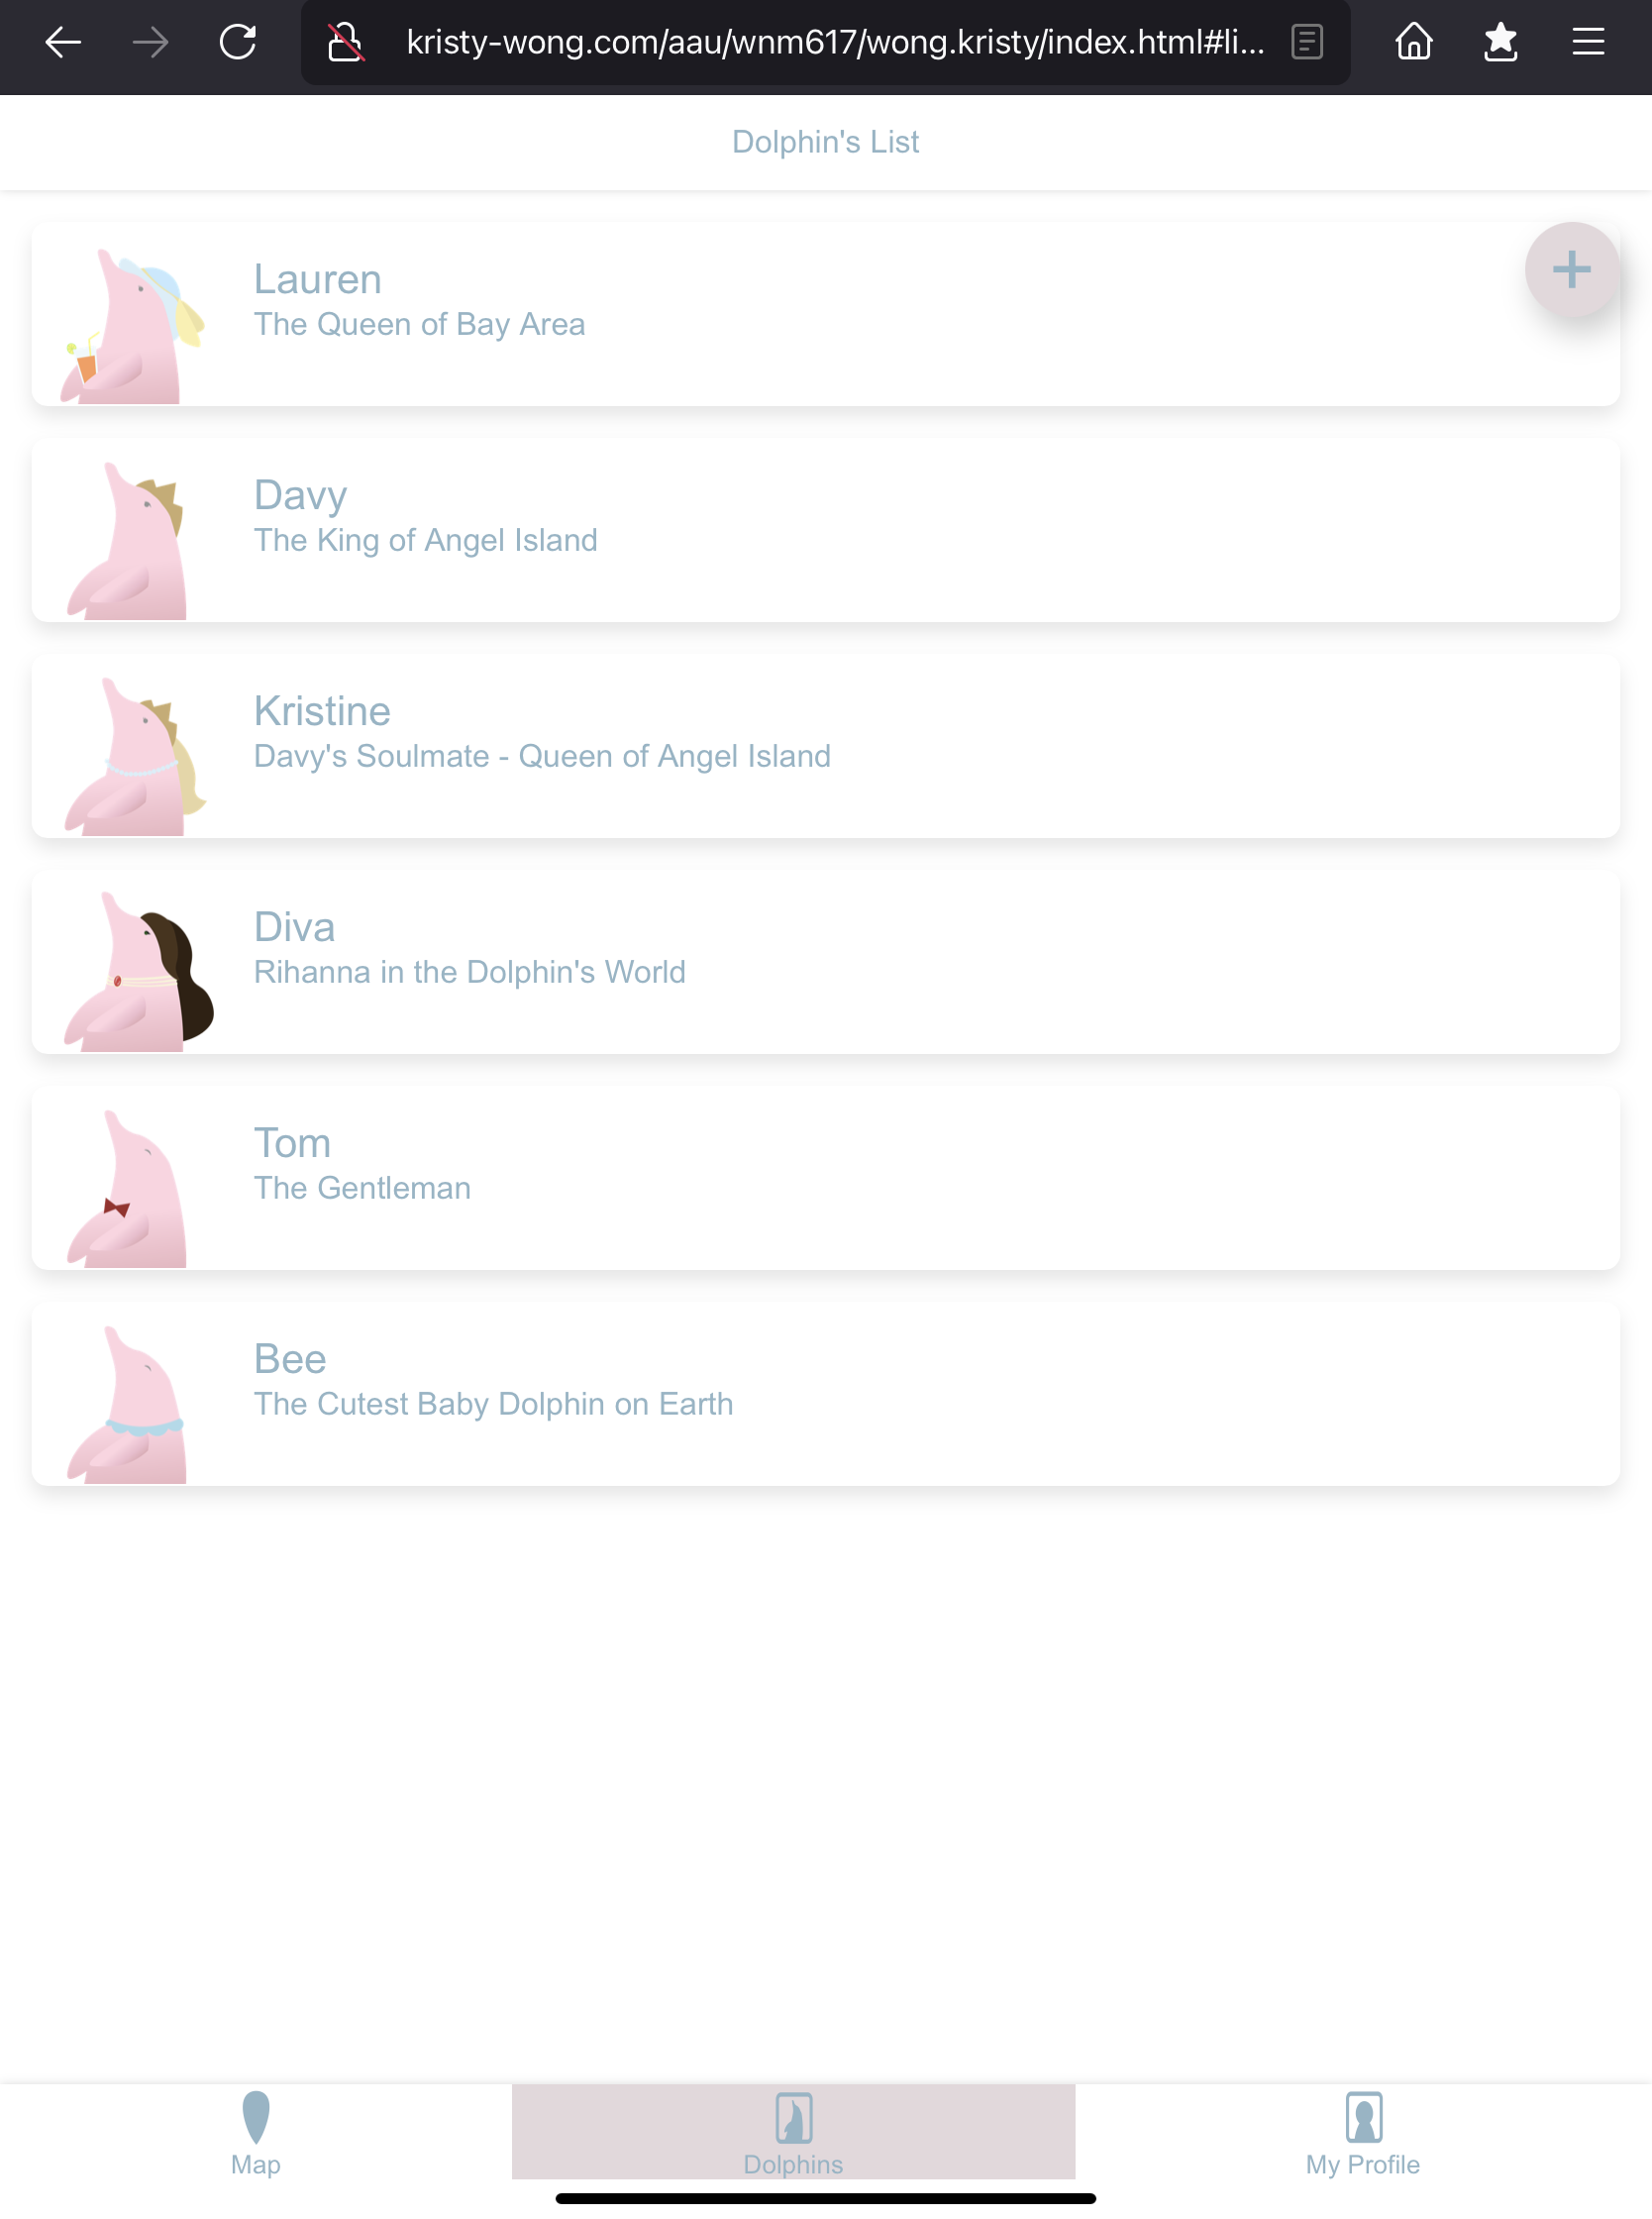 kristy-wong.com/aau/wnm617/wong.kristy/index.html#li...
Dolphin's List
Lauren
The Queen of Bay Area
Davy
The King of Angel Island
Kristine
Davy's Soulmate - Queen of Angel Island
Diva
Rihanna in the Dolphin's World
Tom
The Gentleman
Bee
The Cutest Baby Dolphin on Earth
Map
Dolphins
My Profile